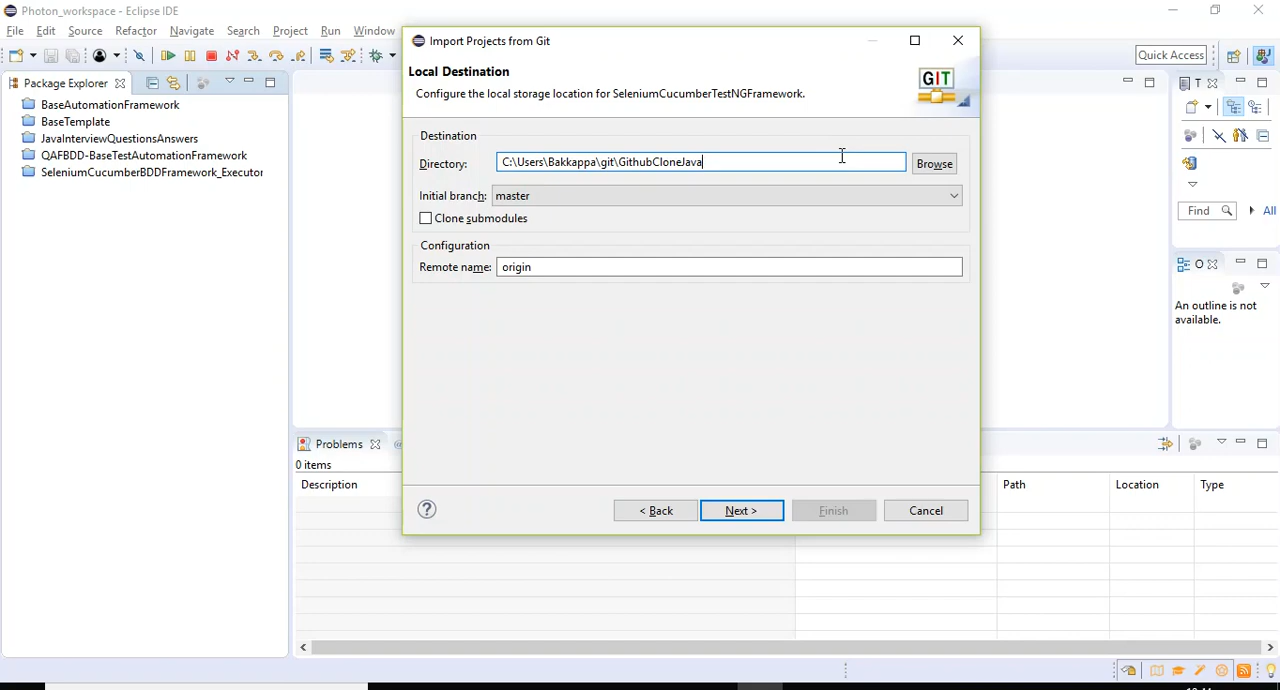 Photon_workspace - Eclipse IDE
File Edit Source Refactor Navigate Search Project Run Window
Quick Access
Package Explorer
BaseAutomationFramework
BaseTemplate
JavaInterviewQuestionsAnswers
QAFBDD-BaseTestAutomationFramework
SeleniumCucumberBDDFramework_Executor
Import Projects from Git
Local Destination
Configure the local storage location for SeleniumCucumberTestNGFramework.
GIT
Destination
Directory: C:\Users\Bakkappa\git\GithubCloneJava
Browse
Initial branch: master
Clone submodules
Configuration
Remote name: origin
< Back
Next >
Finish
Cancel
T
Find
All
O
An outline is not
available.
Problems
0 items
Description
Path
Location
Type